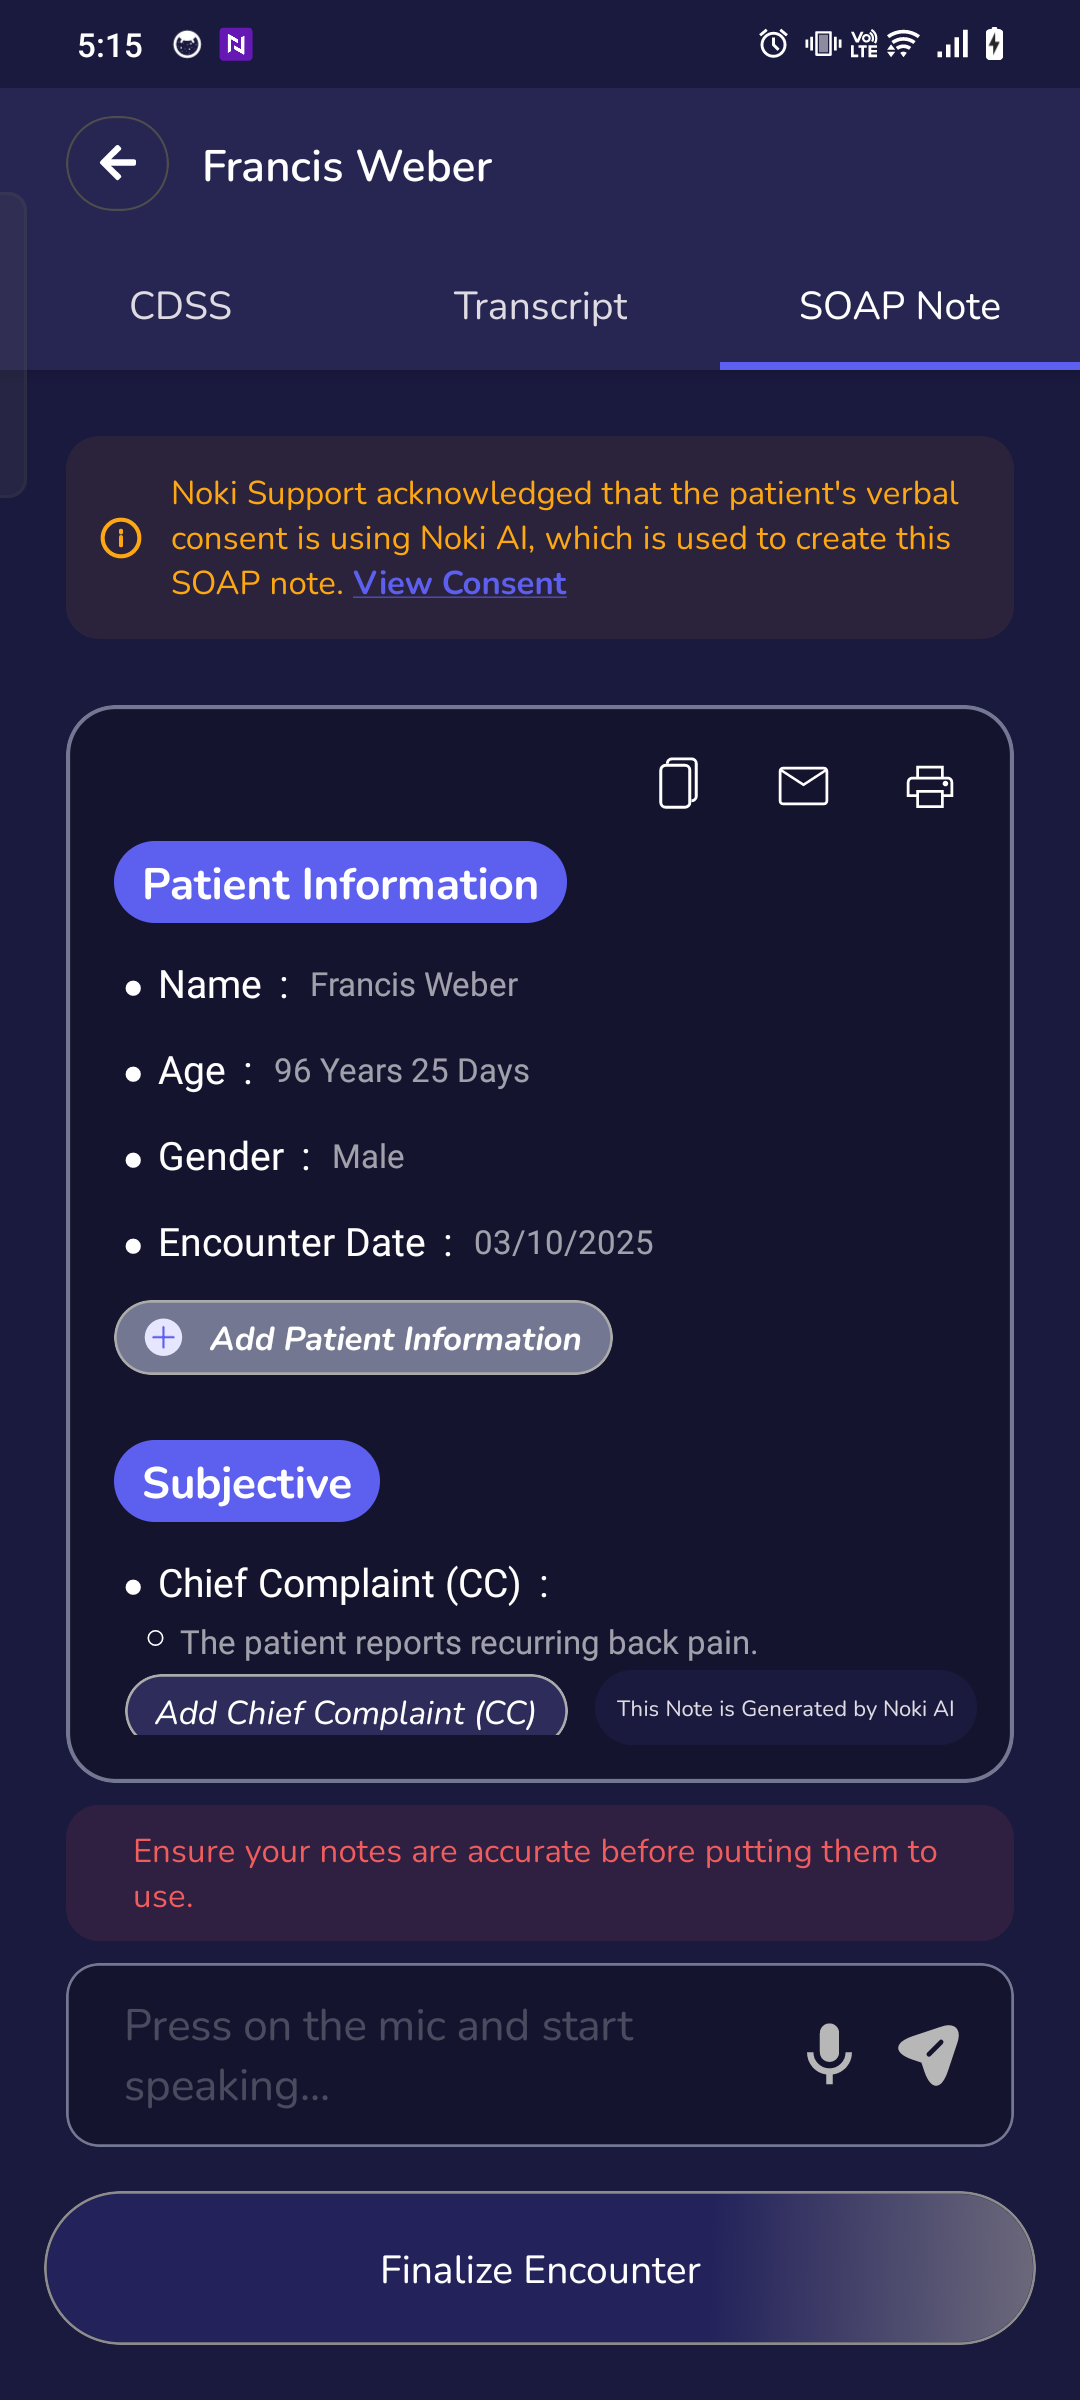 5:15
VoLTE
Francis Weber
CDSS
Transcript
SOAP Note
Noki Support acknowledged that the patient's verbal
consent is using Noki AI, which is used to create this
SOAP note. View Consent
Patient Information
Name :
Francis Weber
Age :
96 Years 25 Days
Gender :
Male
Encounter Date :
03/10/2025
Add Patient Information
Subjective
Chief Complaint (CC) :
The patient reports recurring back pain.
Add Chief Complaint (CC)
This Note is Generated by Noki AI
Ensure your notes are accurate before putting them to
use.
Press on the mic and start
speaking...
Finalize Encounter